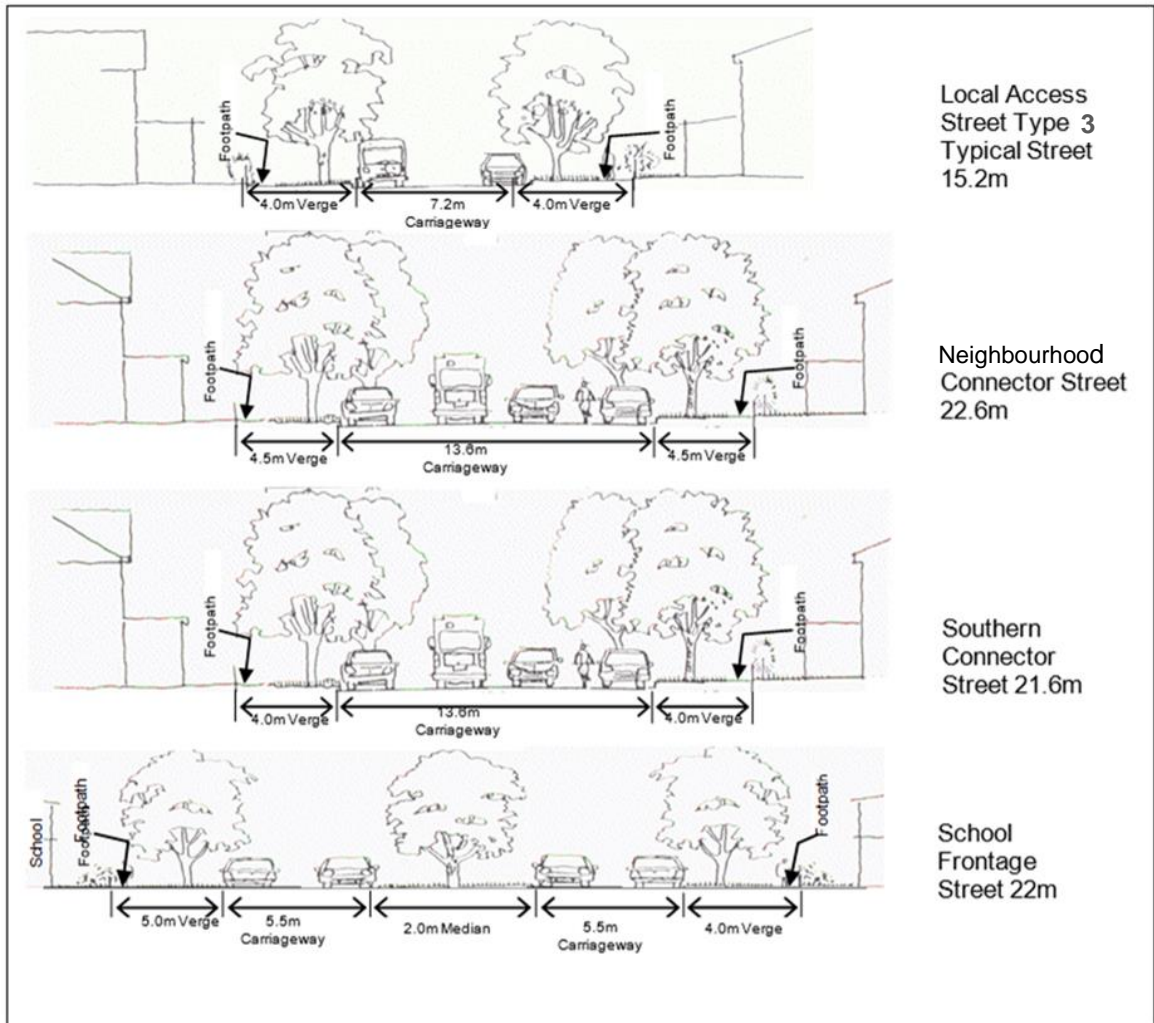 Footpath
Footpath
4.0m Verge
7.2m
Carriageway
4.0m Verge
Local Access
Street Type 3
Typical Street
15.2m
Footpath
Footpath
4.5m Verge
13.6m
Carriageway
4.5m Verge
Neighbourhood
Connector Street
22.6m
Footpath
Footpath
4.0m Verge
13.6m
Carriageway
4.0m Verge
Southern
Connector
Street 21.6m
School
Footpath
Footpath
Footpath
5.0m Verge
5.5m
Carriageway
2.0m Median
5.5m
Carriageway
4.0m Verge
School
Frontage
Street 22m